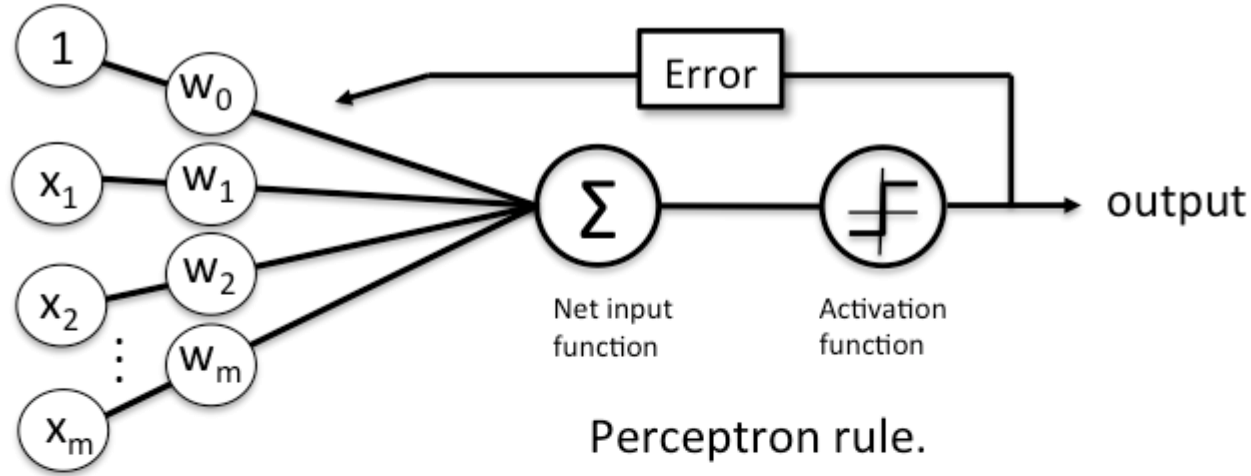 1
w₀
Error
x₁
w₁
Σ
output
x₂
w₂
⋮
wₘ
xₘ
Net input
function
Activation
function
Perceptron rule.